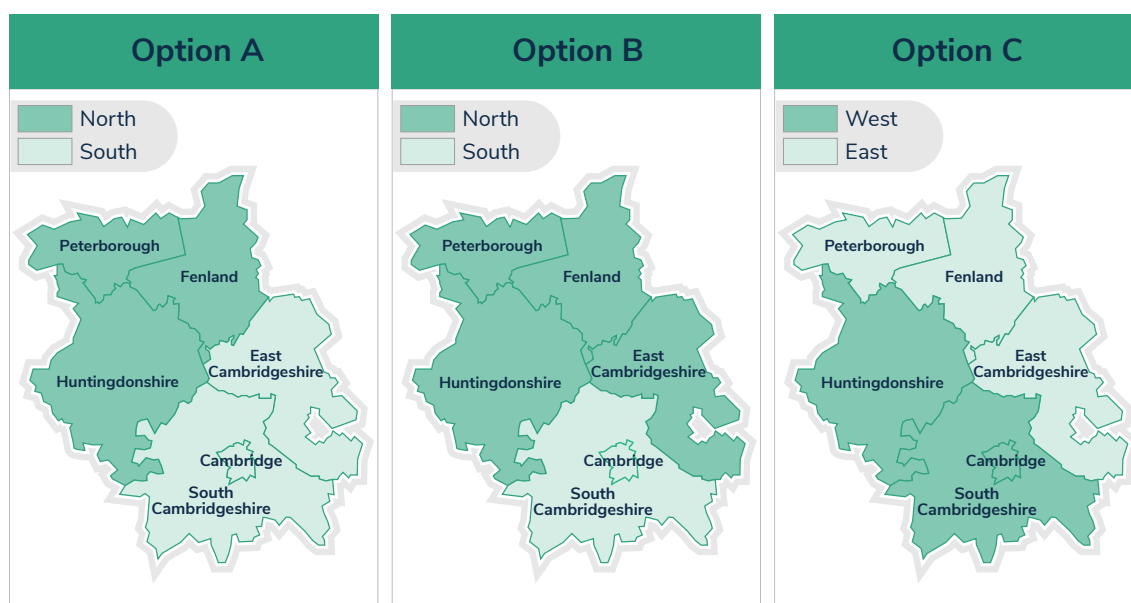 Option A
North
South
Peterborough
Fenland
East
Cambridgeshire
Huntingdonshire
Cambridge
South
Cambridgeshire
Option B
North
South
Peterborough
Fenland
East
Cambridgeshire
Huntingdonshire
Cambridge
South
Cambridgeshire
Option C
West
East
Peterborough
Fenland
East
Cambridgeshire
Huntingdonshire
Cambridge
South
Cambridgeshire